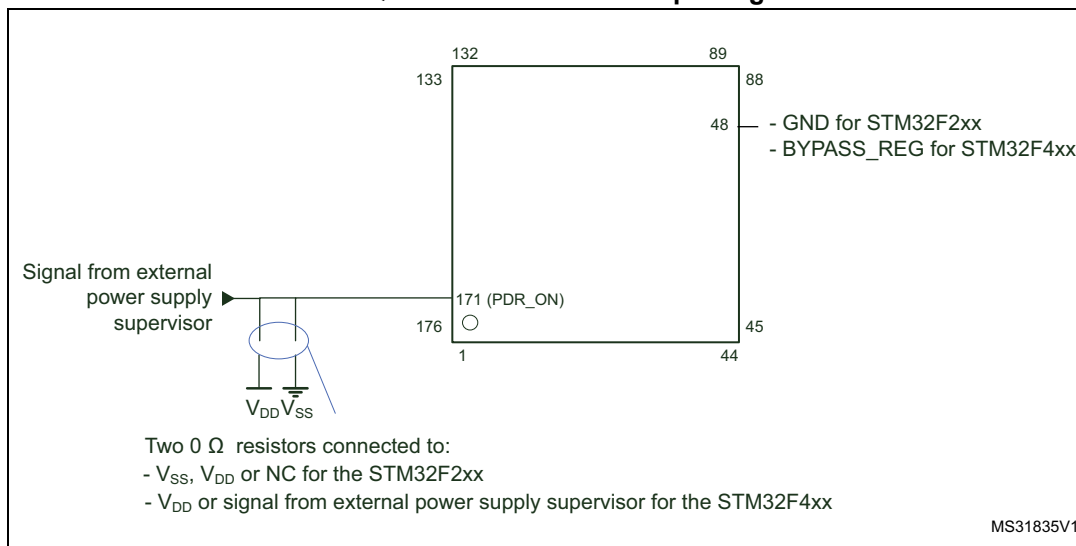 132
89
133
88
48
- GND for STM32F2xx
- BYPASS_REG for STM32F4xx
Signal from external
power supply
supervisor
171 (PDR_ON)
176
45
1
44
VDD VSS
Two 0 Ω resistors connected to:
- VSS, VDD or NC for the STM32F2xx
- VDD or signal from external power supply supervisor for the STM32F4xx
MS31835V1